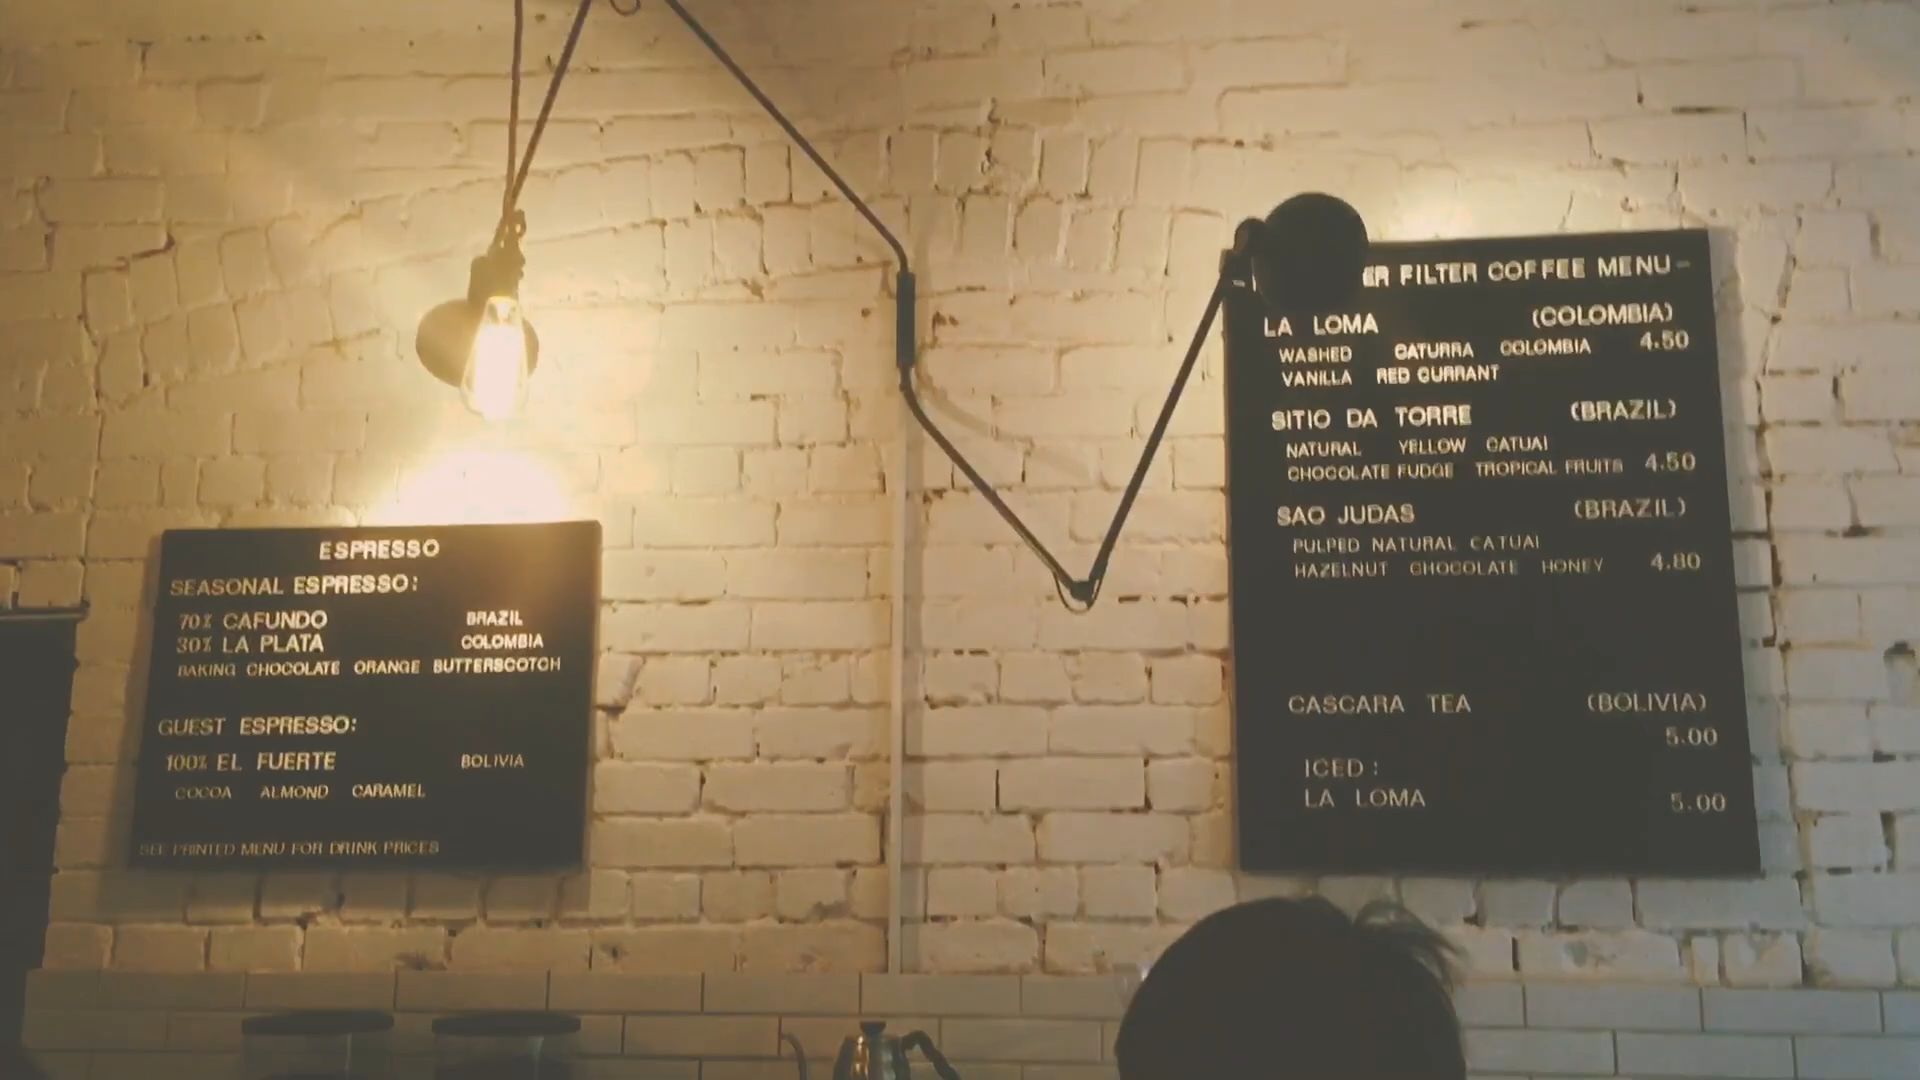 ESPRESSO
SEASONAL ESPRESSO:
70% CAFUNDO BRAZIL
30% LA PLATA COLOMBIA
BAKING CHOCOLATE ORANGE BUTTERSCOTCH
GUEST ESPRESSO:
100% EL FUERTE BOLIVIA
COCOA ALMOND CARAMEL
SEE PRINTED MENU FOR DRINK PRICES
FILTER COFFEE MENU-
LA LOMA (COLOMBIA)
WASHED CATURRA COLOMBIA 4.50
VANILLA RED CURRANT
SITIO DA TORRE (BRAZIL)
NATURAL YELLOW CATUAI
CHOCOLATE FUDGE TROPICAL FRUITS 4.50
SAO JUDAS (BRAZIL)
PULPED NATURAL CATUAI
HAZELNUT CHOCOLATE HONEY 4.80
CASCARA TEA (BOLIVIA)
5.00
ICED:
LA LOMA 5.00